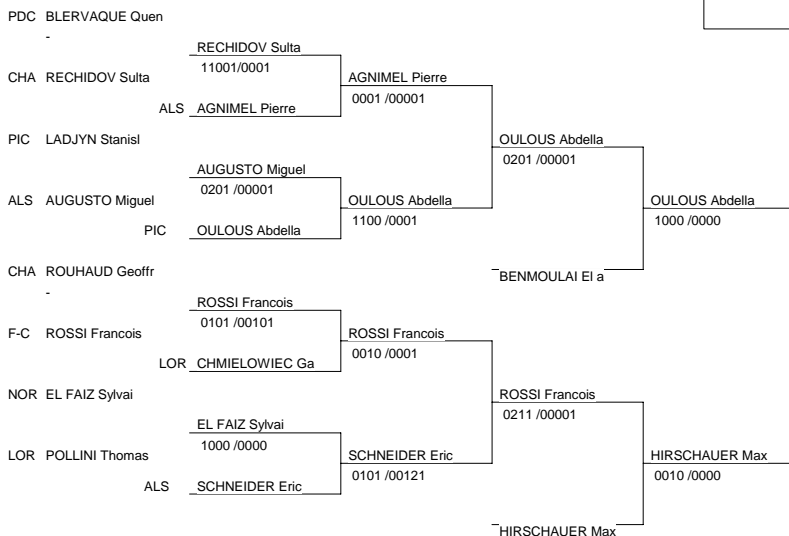 PDC BLERVAQUE Quen
-
RECHIDOV Sulta
11001/0001
CHA RECHIDOV Sulta
AGNIMEL Pierre
0001 /00001
ALS AGNIMEL Pierre
PIC LADJYN Stanisl
OULOUS Abdella
0201 /00001
AUGUSTO Miguel
0201 /00001
ALS AUGUSTO Miguel
OULOUS Abdella
1100 /0001
OULOUS Abdella
1000 /0000
PIC OULOUS Abdella
CHA ROUHAUD Geoffr
-
BENMOULAI El a
ROSSI Francois
0101 /00101
F-C ROSSI Francois
ROSSI Francois
0010 /0001
LOR CHMIELOWIEC Ga
NOR EL FAIZ Sylvai
ROSSI Francois
0211 /00001
EL FAIZ Sylvai
1000 /0000
LOR POLLINI Thomas
SCHNEIDER Eric
0101 /00121
HIRSCHAUER Max
0010 /0000
ALS SCHNEIDER Eric
HIRSCHAUER Max